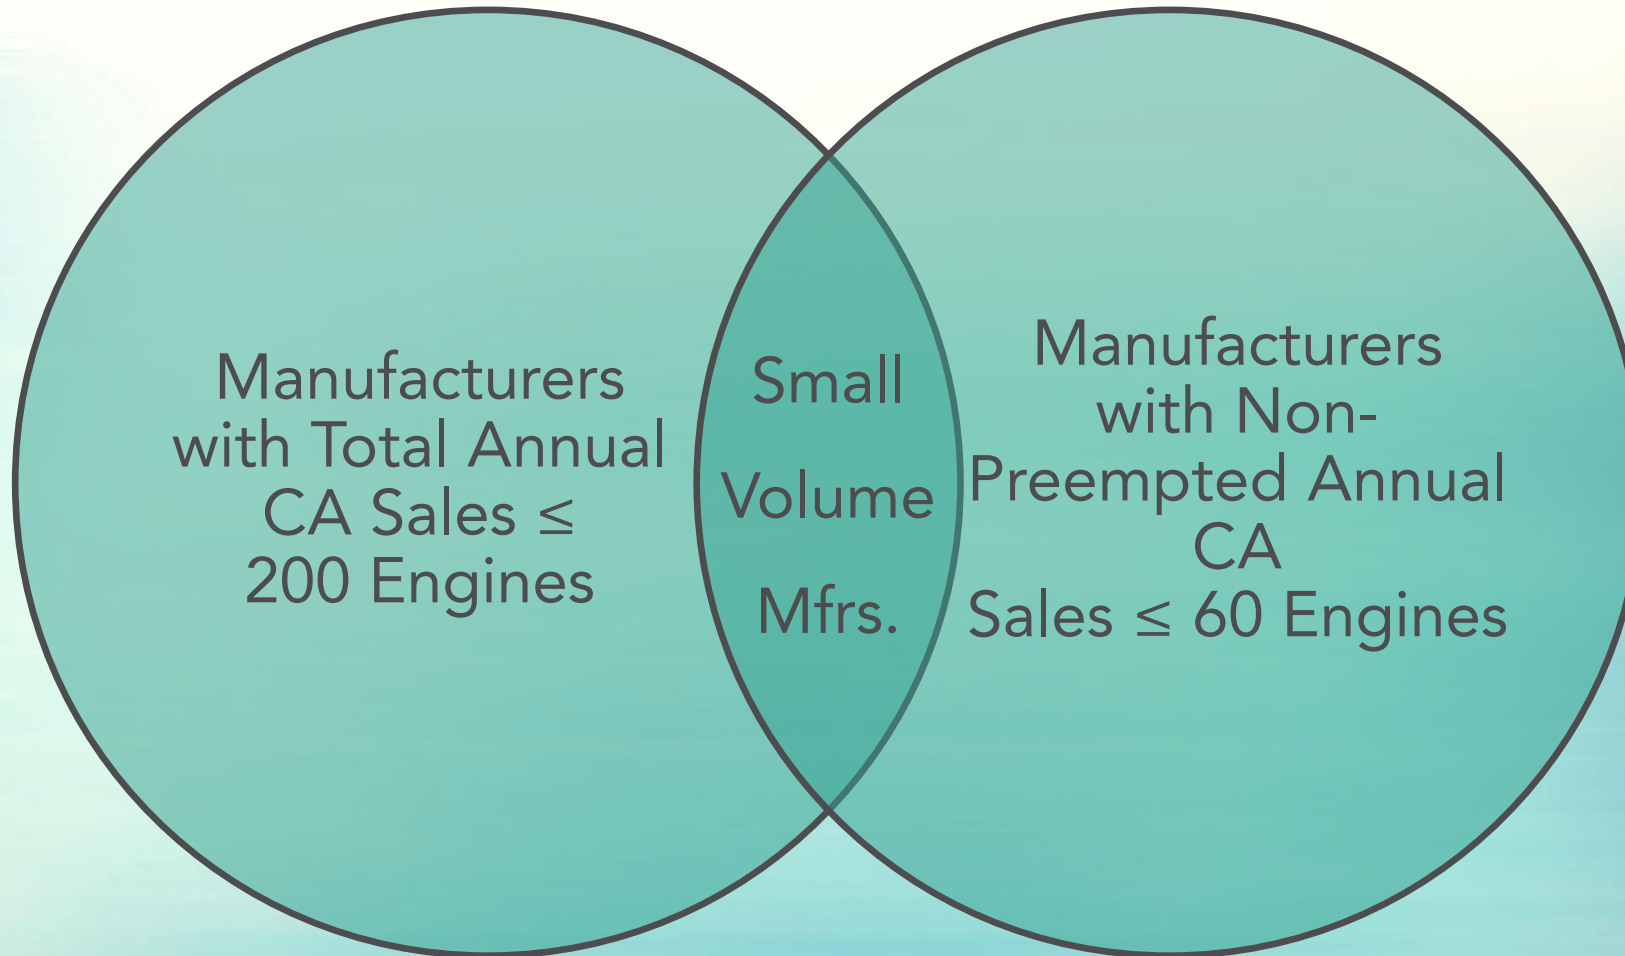 Manufacturers
with Total Annual
CA Sales ≤
200 Engines
Small
Volume
Mfrs.
Manufacturers
with Non-
Preempted Annual
CA
Sales ≤ 60 Engines